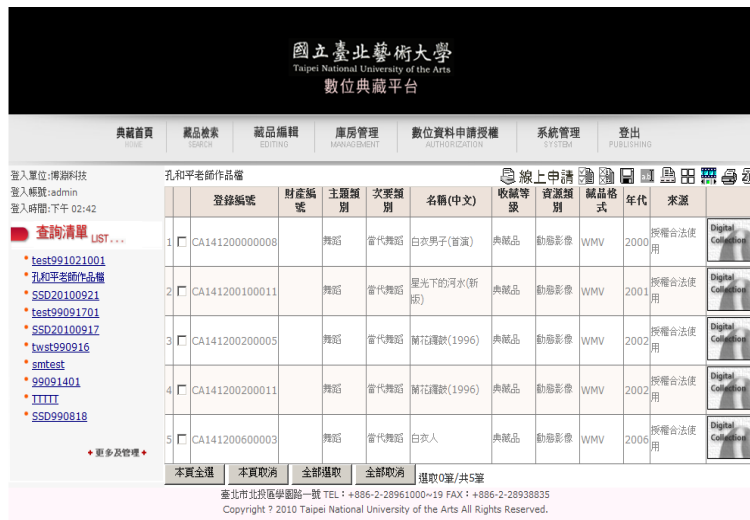 國立臺北藝術大學
Taipei National University of the Arts
數位典藏平台
典藏首頁 藏品檢索 藏品編輯 庫房管理 數位資料申請授權 系統管理 登出
HOME SEARCH EDITING MANAGEMENT AUTHORIZATION SYSTEM PUBLISHING
登入單位:博淵科技
登入帳號:admin
登入時間:下午 02:42
查詢清單 LIST...
test991021001
孔和平老師作品檔
SSD20100921
test99091701
SSD20100917
twst990916
smtest
99091401
TTTTT
SSD990818
更多及管理
孔和平老師作品檔 線上申請
登錄編號 財產編號 主題類別 次要類別 名稱(中文) 收藏等級 資源類別 藏品格式 年代 來源
1 CA141200000008 舞蹈 當代舞蹈 白衣男子(首演) 典藏品 動態影像 WMV 2000 授權合法使用 Digital Collection
2 CA141200100011 舞蹈 當代舞蹈 星光下的河水(新版) 典藏品 動態影像 WMV 2001 授權合法使用 Digital Collection
3 CA141200200005 舞蹈 當代舞蹈 蘭花鑼鼓(1996) 典藏品 動態影像 WMV 2002 授權合法使用 Digital Collection
4 CA141200200011 舞蹈 當代舞蹈 蘭花鑼鼓(1996) 典藏品 動態影像 WMV 2002 授權合法使用 Digital Collection
5 CA141200600003 舞蹈 當代舞蹈 白衣人 典藏品 動態影像 WMV 2006 授權合法使用 Digital Collection
本頁全選 本頁取消 全部選取 全部取消 選取0筆/共5筆
臺北市北投區學園路一號 TEL：+886-2-28961000~19 FAX：+886-2-28938835
Copyright ? 2010 Taipei National University of the Arts All Rights Reserved.